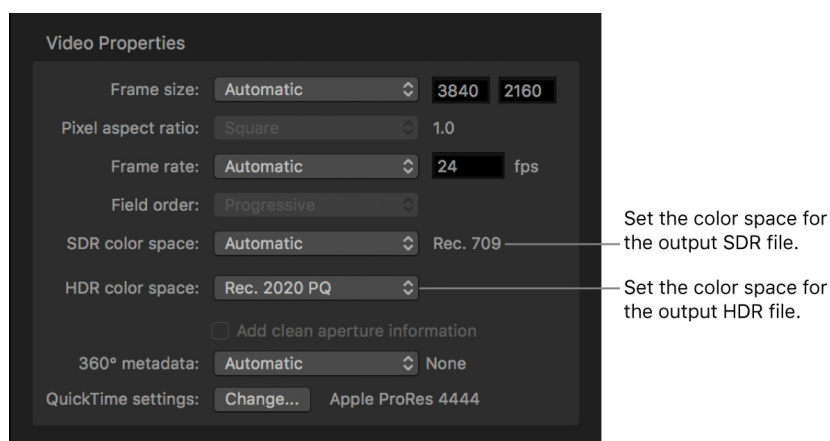 Video Properties
Frame size: Automatic 3840 2160
Pixel aspect ratio: Square 1.0
Frame rate: Automatic 24 fps
Field order: Progressive
SDR color space: Automatic Rec. 709
Set the color space for
the output SDR file.
HDR color space: Rec. 2020 PQ
Set the color space for
the output HDR file.
Add clean aperture information
360° metadata: Automatic None
QuickTime settings: Change... Apple ProRes 4444